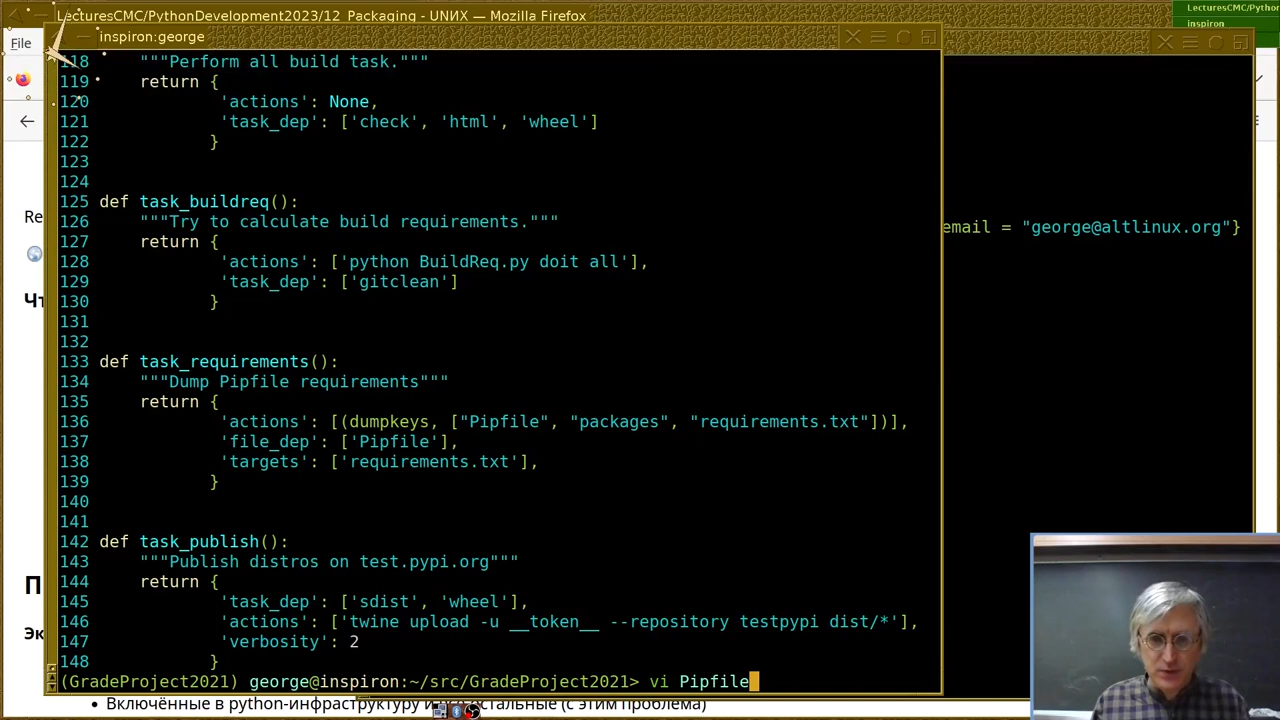 LecturesCMC/PythonDevelopment2023/12_Packaging - UNИX — Mozilla Firefox
LecturesCMC/PythonDev
inspiron
inspiron:george
File
118     """Perform all build task."""
119     return {
120             'actions': None,
121             'task_dep': ['check', 'html', 'wheel']
122            }
123
124
125 def task_buildreq():
126     """Try to calculate build requirements."""
127     return {
128             'actions': ['python BuildReq.py doit all'],
129             'task_dep': ['gitclean']
130            }
131
132
133 def task_requirements():
134     """Dump Pipfile requirements"""
135     return {
136             'actions': [(dumpkeys, ["Pipfile", "packages", "requirements.txt"])],
137             'file_dep': ['Pipfile'],
138             'targets': ['requirements.txt'],
139            }
140
141
142 def task_publish():
143     """Publish distros on test.pypi.org"""
144     return {
145             'task_dep': ['sdist', 'wheel'],
146             'actions': ['twine upload -u __token__ --repository testpypi dist/*'],
147             'verbosity': 2
148            }
(GradeProject2021) george@inspiron:~/src/GradeProject2021> vi Pipfile
email = "george@altlinux.org"}
Re
Чт
П
Эк
• Включённые в python-инфраструктуру и все остальные (с этим проблема)